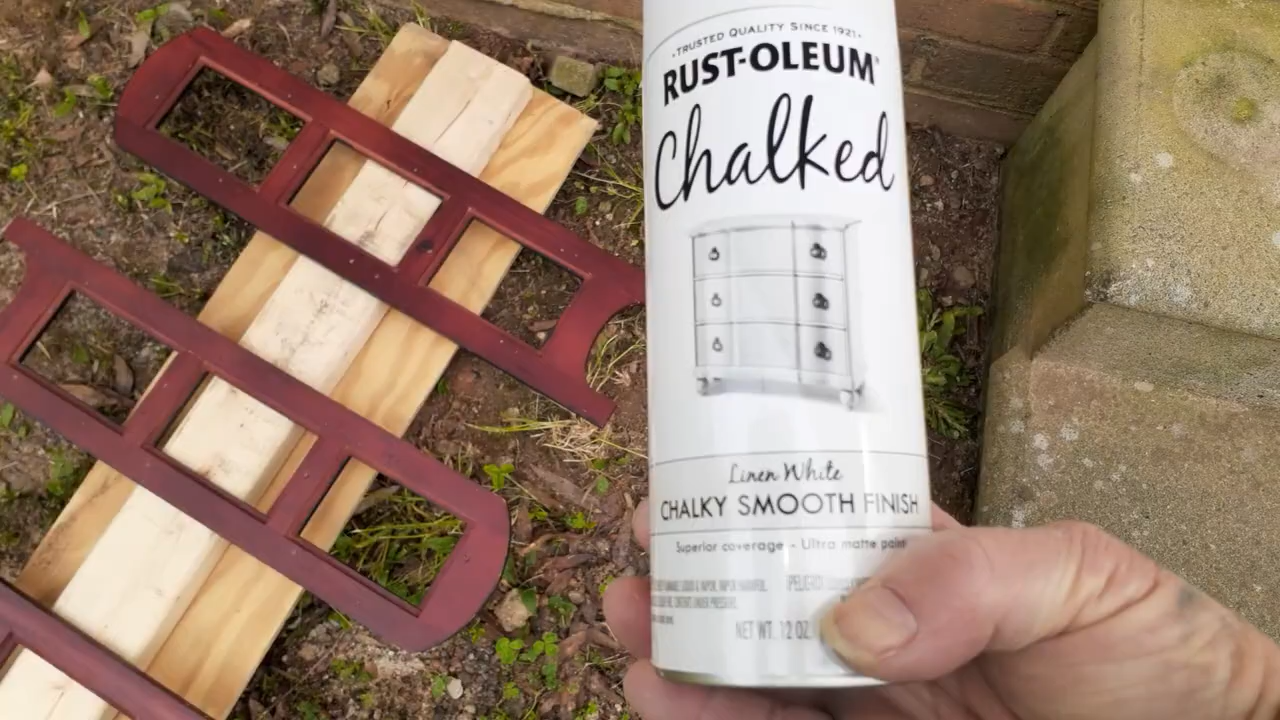 ·TRUSTED QUALITY SINCE 1921·
RUST-OLEUM®
Chalked
Linen White
CHALKY SMOOTH FINISH
Superior coverage - Ultra matte paint
NET WT. 12 OZ.